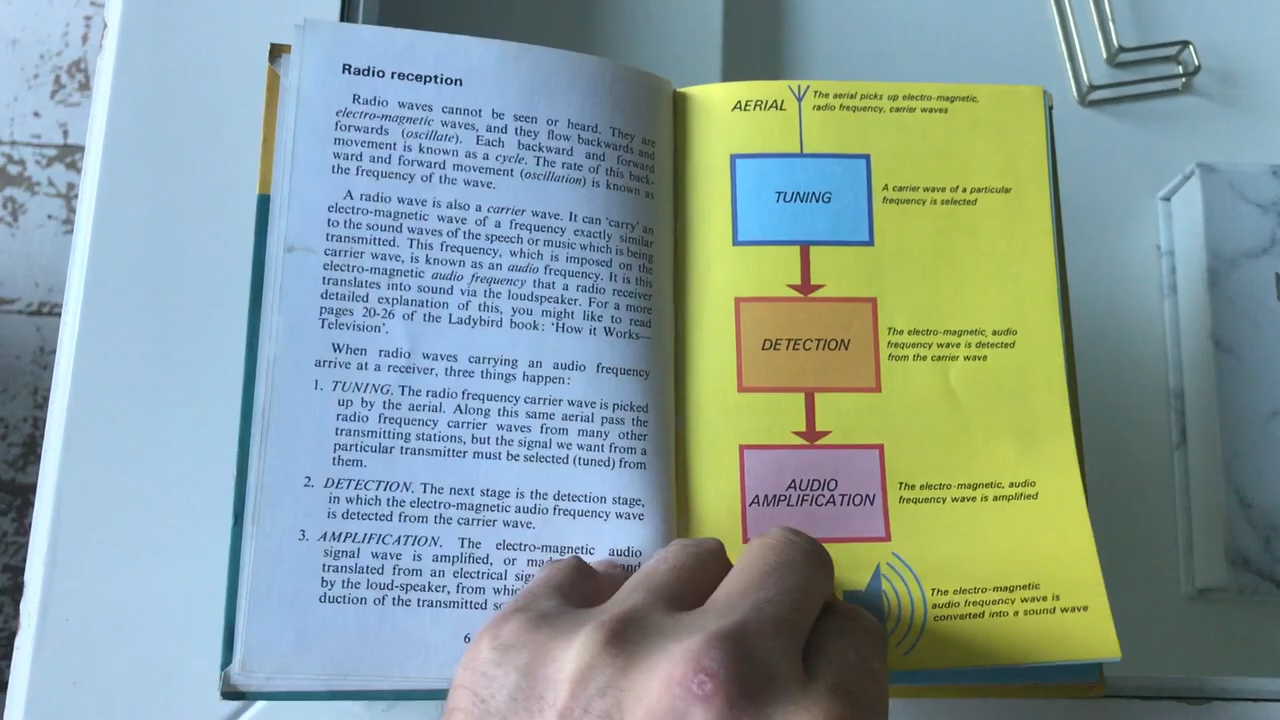 Radio reception
Radio waves cannot be seen or heard. They are
electro-magnetic waves, and they flow backwards and
forwards (oscillate). Each backward and forward
movement is known as a cycle. The rate of this back-
ward and forward movement (oscillation) is known as
the frequency of the wave.
A radio wave is also a carrier wave. It can 'carry' an
electro-magnetic wave of a frequency exactly similar
to the sound waves of the speech or music which is being
transmitted. This frequency, which is imposed on the
carrier wave, is known as an audio frequency. It is this
electro-magnetic audio frequency that a radio receiver
translates into sound via the loudspeaker. For a more
detailed explanation of this, you might like to read
pages 20-26 of the Ladybird book: 'How it Works—
Television'.
When radio waves carrying an audio frequency
arrive at a receiver, three things happen:
1. TUNING. The radio frequency carrier wave is picked
up by the aerial. Along this same aerial pass the
radio frequency carrier waves from many other
transmitting stations, but the signal we want from a
particular transmitter must be selected (tuned) from
them.
2. DETECTION. The next stage is the detection stage,
in which the electro-magnetic audio frequency wave
is detected from the carrier wave.
3. AMPLIFICATION. The electro-magnetic audio
signal wave is amplified, or
translated from an electrical
by the loud-speaker, from
duction of the transmitted
6
AERIAL
The aerial picks up electro-magnetic,
radio frequency, carrier waves
TUNING
A carrier wave of a particular
frequency is selected
DETECTION
The electro-magnetic, audio
frequency wave is detected
from the carrier wave
AUDIO
AMPLIFICATION
The electro-magnetic, audio
frequency wave is amplified
The electro-magnetic
audio frequency wave is
converted into a sound wave